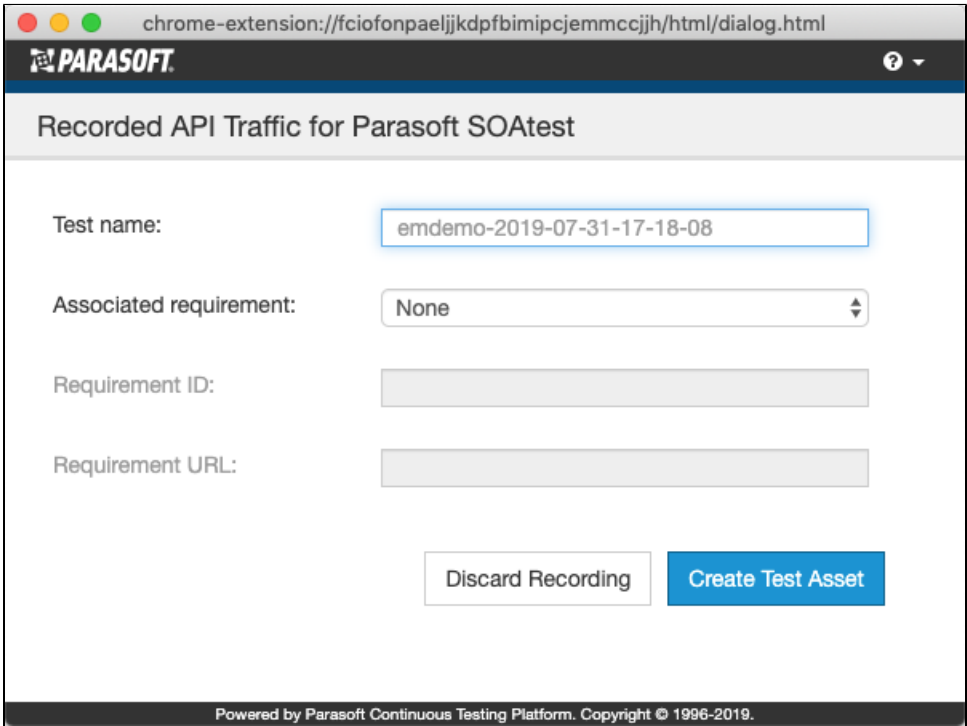 chrome-extension://fciofonpaeljjkdpfbimipcjemmccjjh/html/dialog.html
PARASOFT.
Recorded API Traffic for Parasoft SOAtest
Test name:
emdemo-2019-07-31-17-18-08
Associated requirement:
None
Requirement ID:
Requirement URL:
Discard Recording
Create Test Asset
Powered by Parasoft Continuous Testing Platform. Copyright © 1996-2019.